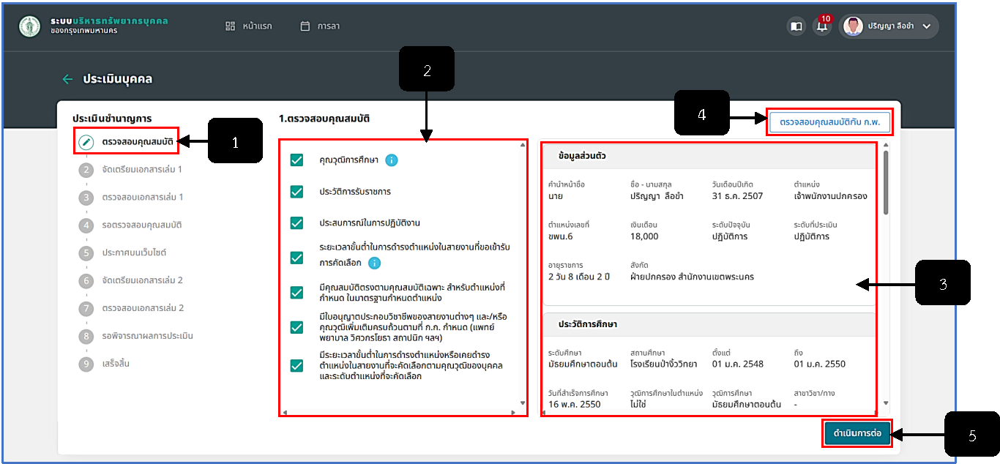 ระบบบริหารทรัพยากรบุคคล
ของกรุงเทพมหานคร
หน้าแรก
การลา
10
ปริญญา ลือขำ
ประเมินบุคคล
2
ประเมินชำนาญการ
1.ตรวจสอบคุณสมบัติ
4
ตรวจสอบคุณสมบัติกับ ก.พ.
ตรวจสอบคุณสมบัติ
1
2 จัดเตรียมเอกสารเล่ม 1
3 ตรวจสอบเอกสารเล่ม 1
4 รอตรวจสอบคุณสมบัติ
5 ประกาศบนเว็บไซต์
6 จัดเตรียมเอกสารเล่ม 2
7 ตรวจสอบเอกสารเล่ม 2
8 รอพิจารณาผลการประเมิน
9 เสร็จสิ้น
คุณวุฒิการศึกษา
ประวัติการรับราชการ
ประสบการณ์ในการปฏิบัติงาน
ระยะเวลาขั้นต่ำในการดำรงตำแหน่งในสายงานที่ขอเข้ารับ
การคัดเลือก
มีคุณสมบัติตรงตามคุณสมบัติเฉพาะ สำหรับตำแหน่งที่
กำหนด ในมาตรฐานกำหนดตำแหน่ง
มีใบอนุญาตประกอบวิชาชีพของสายงานต่างๆ และ/หรือ
คุณวุฒิเพิ่มเติมครบถ้วนตามที่ ก.ก. กำหนด (แพทย์
พยาบาล วิศวกรโยธา สถาปนิก ฯลฯ)
มีระยะเวลาขั้นต่ำในการดำรงตำแหน่งหรือเคยดำรง
ตำแหน่งในสายงานที่จะคัดเลือกตามคุณวุฒิของบุคคล
และระดับตำแหน่งที่จะคัดเลือก
ข้อมูลส่วนตัว
คำนำหน้าชื่อ ชื่อ - นามสกุล วันเดือนปีเกิด ตำแหน่ง
นาย ปริญญา ลือขำ 31 ธ.ค. 2507 เจ้าพนักงานปกครอง
ตำแหน่งเลขที่ เงินเดือน ระดับปัจจุบัน ระดับที่ประเมิน
ขพน.6 18,000 ปฏิบัติการ ปฏิบัติการ
อายุราชการ สังกัด
2 วัน 8 เดือน 2 ปี ฝ่ายปกครอง สำนักงานเขตพระนคร
3
ประวัติการศึกษา
ระดับศึกษา สถานศึกษา ตั้งแต่ ถึง
มัธยมศึกษาตอนต้น โรงเรียนป่างิ้ววิทยา 01 ม.ค. 2548 01 ม.ค. 2550
วันที่สำเร็จการศึกษา วุฒิการศึกษาในตำแหน่ง วุฒิการศึกษา สาขาวิชา/ทาง
16 พ.ค. 2550 ไม่ใช่ มัธยมศึกษาตอนต้น -
ดำเนินการต่อ
5